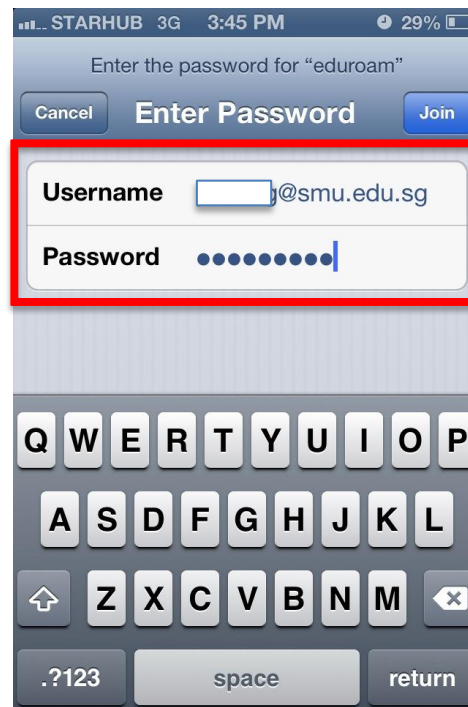 STARHUB 3G 3:45 PM 29%
Enter the password for “eduroam”
Cancel Enter Password Join
Username @smu.edu.sg
Password ●●●●●●●●●
Q W E R T Y U I O P
A S D F G H J K L
Z X C V B N M
.?123 space return